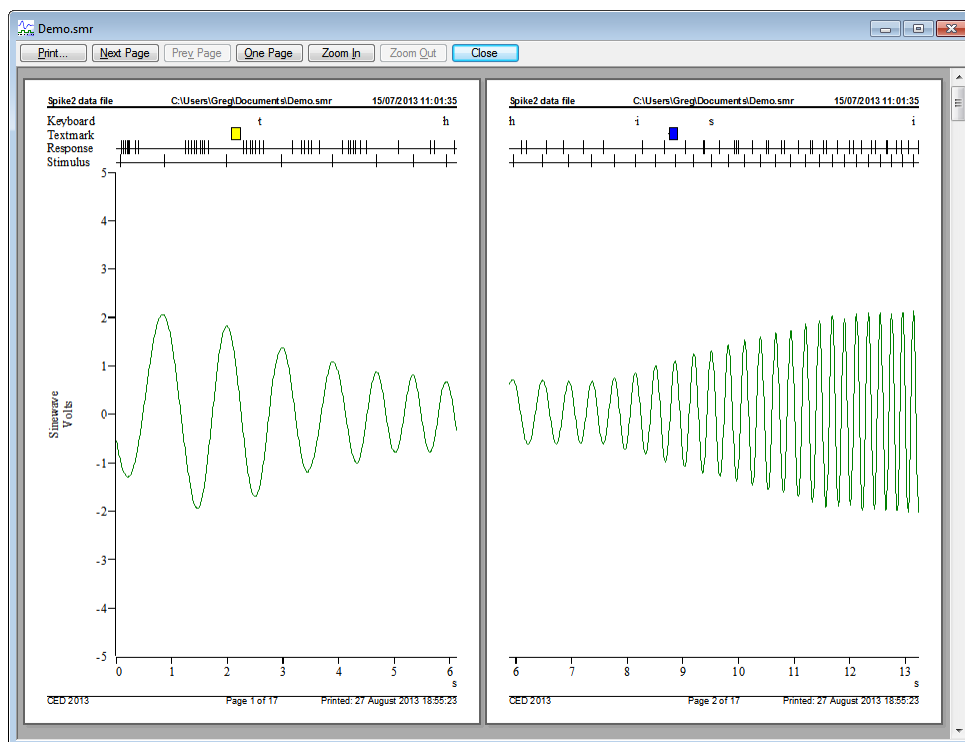 Demo.smr
Print... Next Page Prev Page One Page Zoom In Zoom Out Close
Spike2 data file C:\Users\Greg\Documents\Demo.smr 15/07/2013 11:01:35
Keyboard t h
Textmark
Response
Stimulus
5
4
3
2
1
0
-1
-2
-3
-4
-5
Sinewave
Volts
0 1 2 3 4 5 6
s
CED 2013 Page 1 of 17 Printed: 27 August 2013 18:55:23
Spike2 data file C:\Users\Greg\Documents\Demo.smr 15/07/2013 11:01:35
h i s i
6 7 8 9 10 11 12 13
s
CED 2013 Page 2 of 17 Printed: 27 August 2013 18:55:23